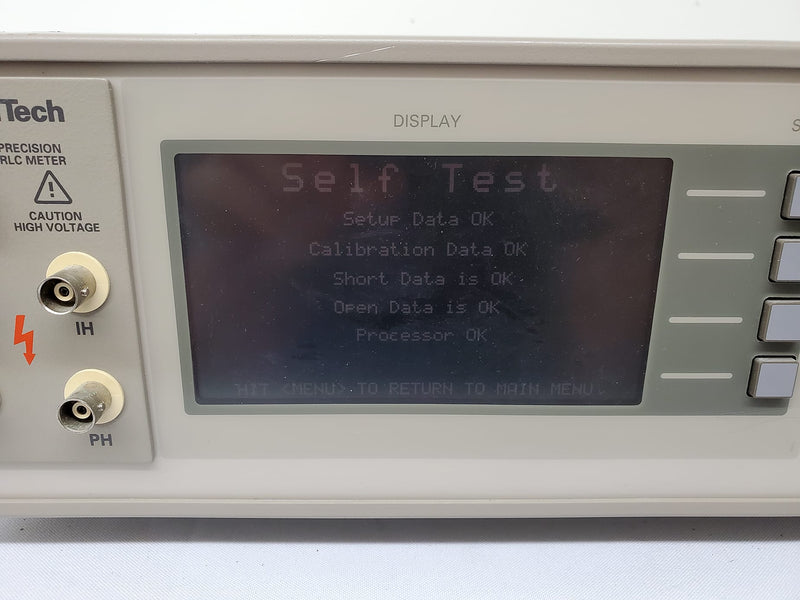 Tech
DISPLAY
S
PRECISION
RLC METER
CAUTION
HIGH VOLTAGE
IH
PH
Self Test
Setup Data OK
Calibration Data OK
Short Data is OK
Open Data is OK
Processor OK
HIT <MENU> TO RETURN TO MAIN MENU.